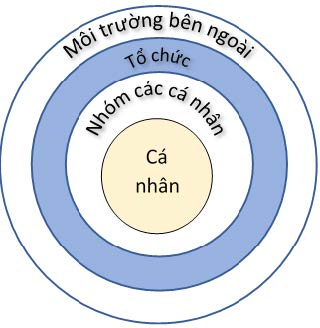 Môi trường bên ngoài
Tổ chức
Nhóm các cá nhân
Cá
nhân